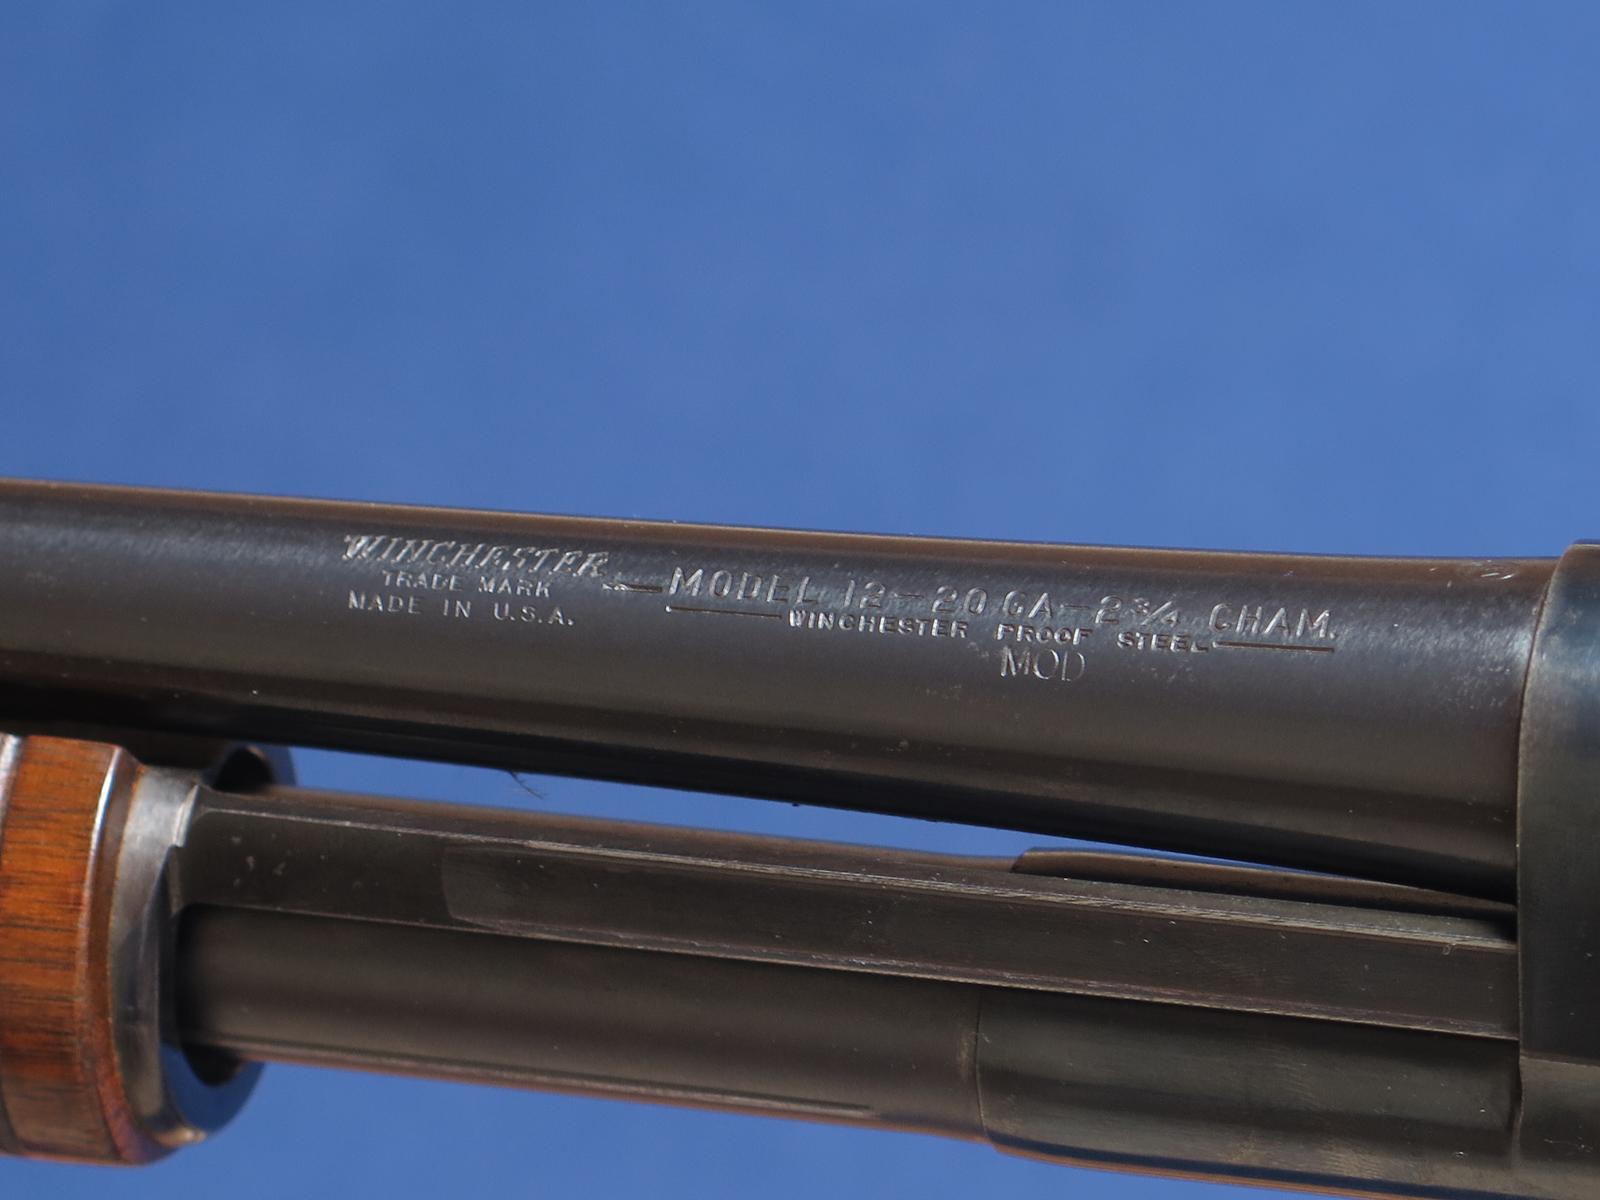 WINCHESTER
TRADE MARK
MADE IN U.S.A.
MODEL 12-20 GA-2¾ CHAM.
WINCHESTER PROOF STEEL
MOD